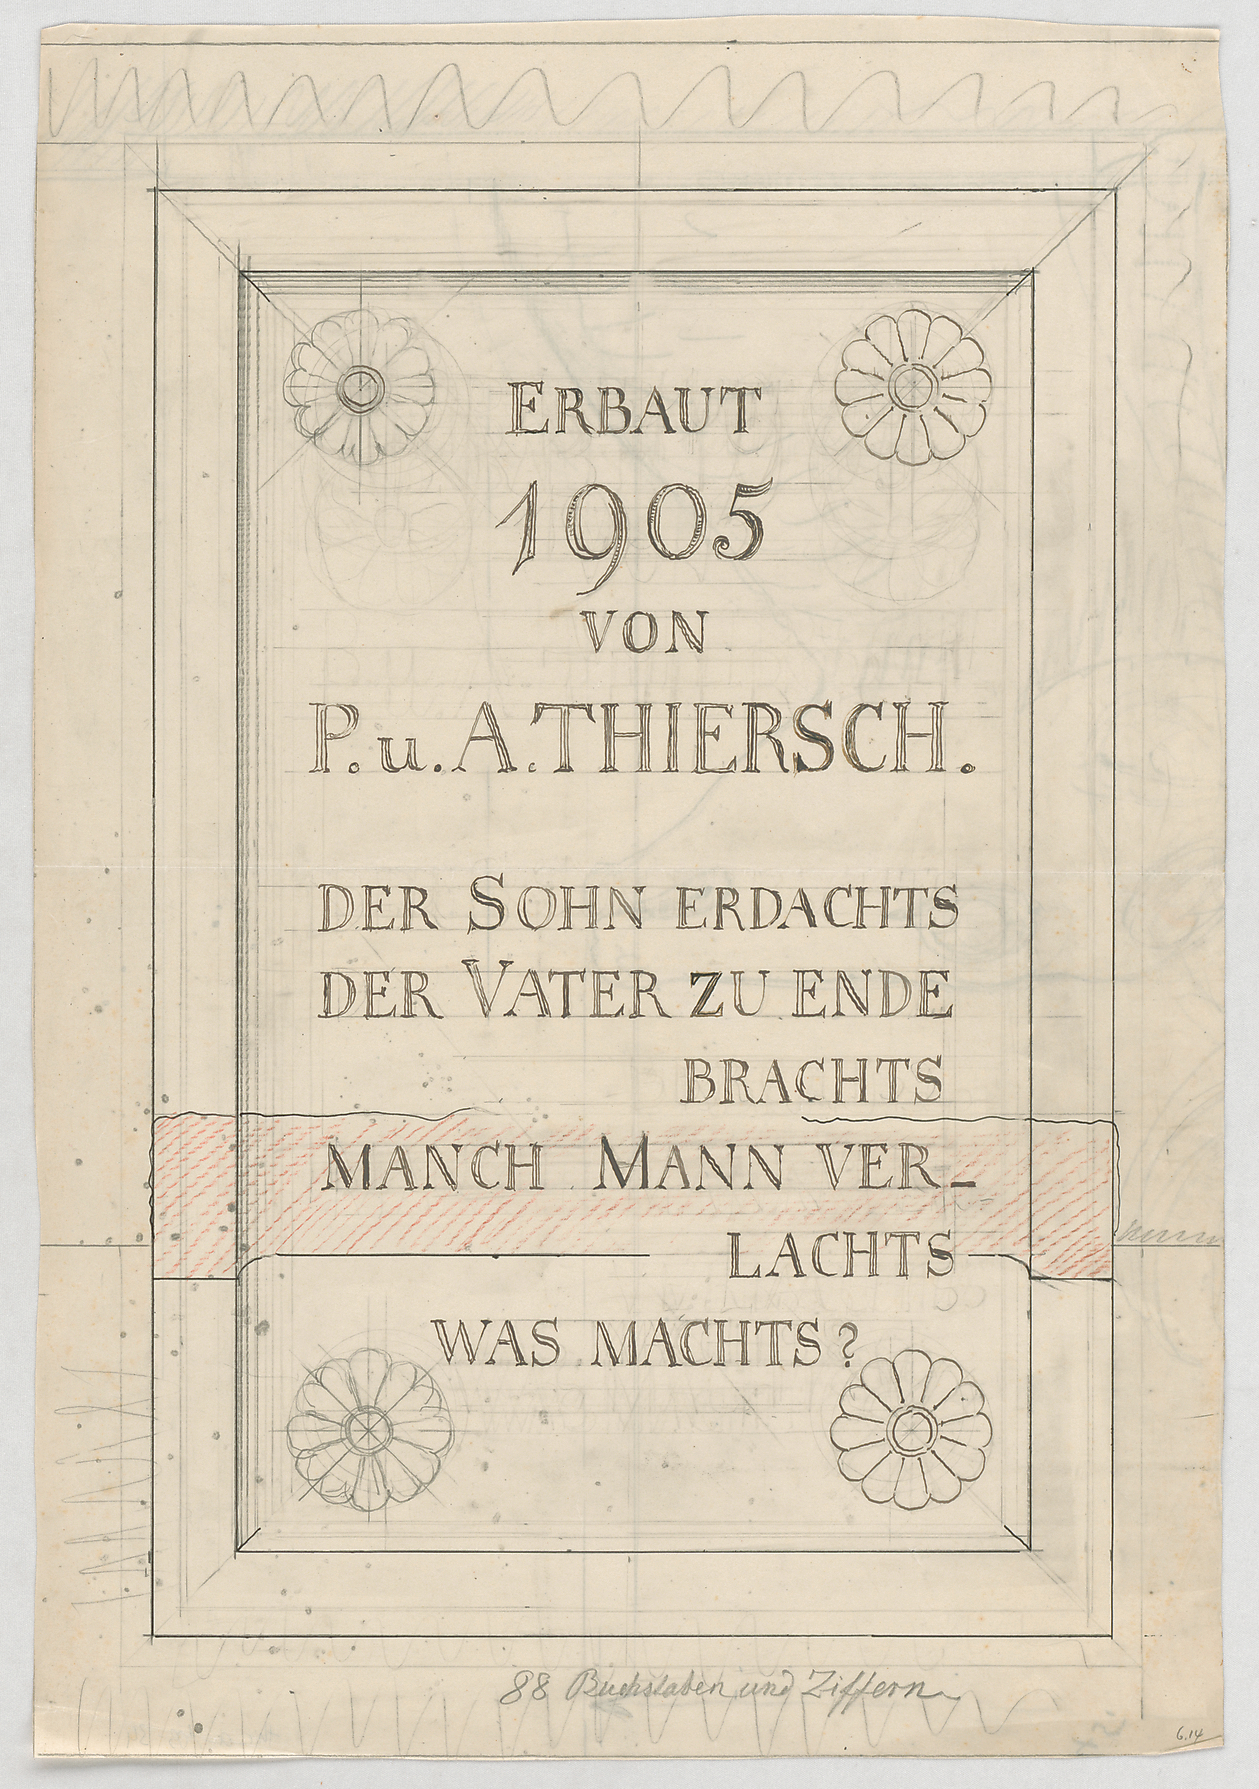 ERBAUT
1905
VON
P. u. A. THIERSCH.
DER SOHN ERDACHTS
DER VATER ZU ENDE
BRACHTS
MANCH MANN VER-
LACHTS
WAS MACHTS?
88 Buchstaben und Ziffern
6.14